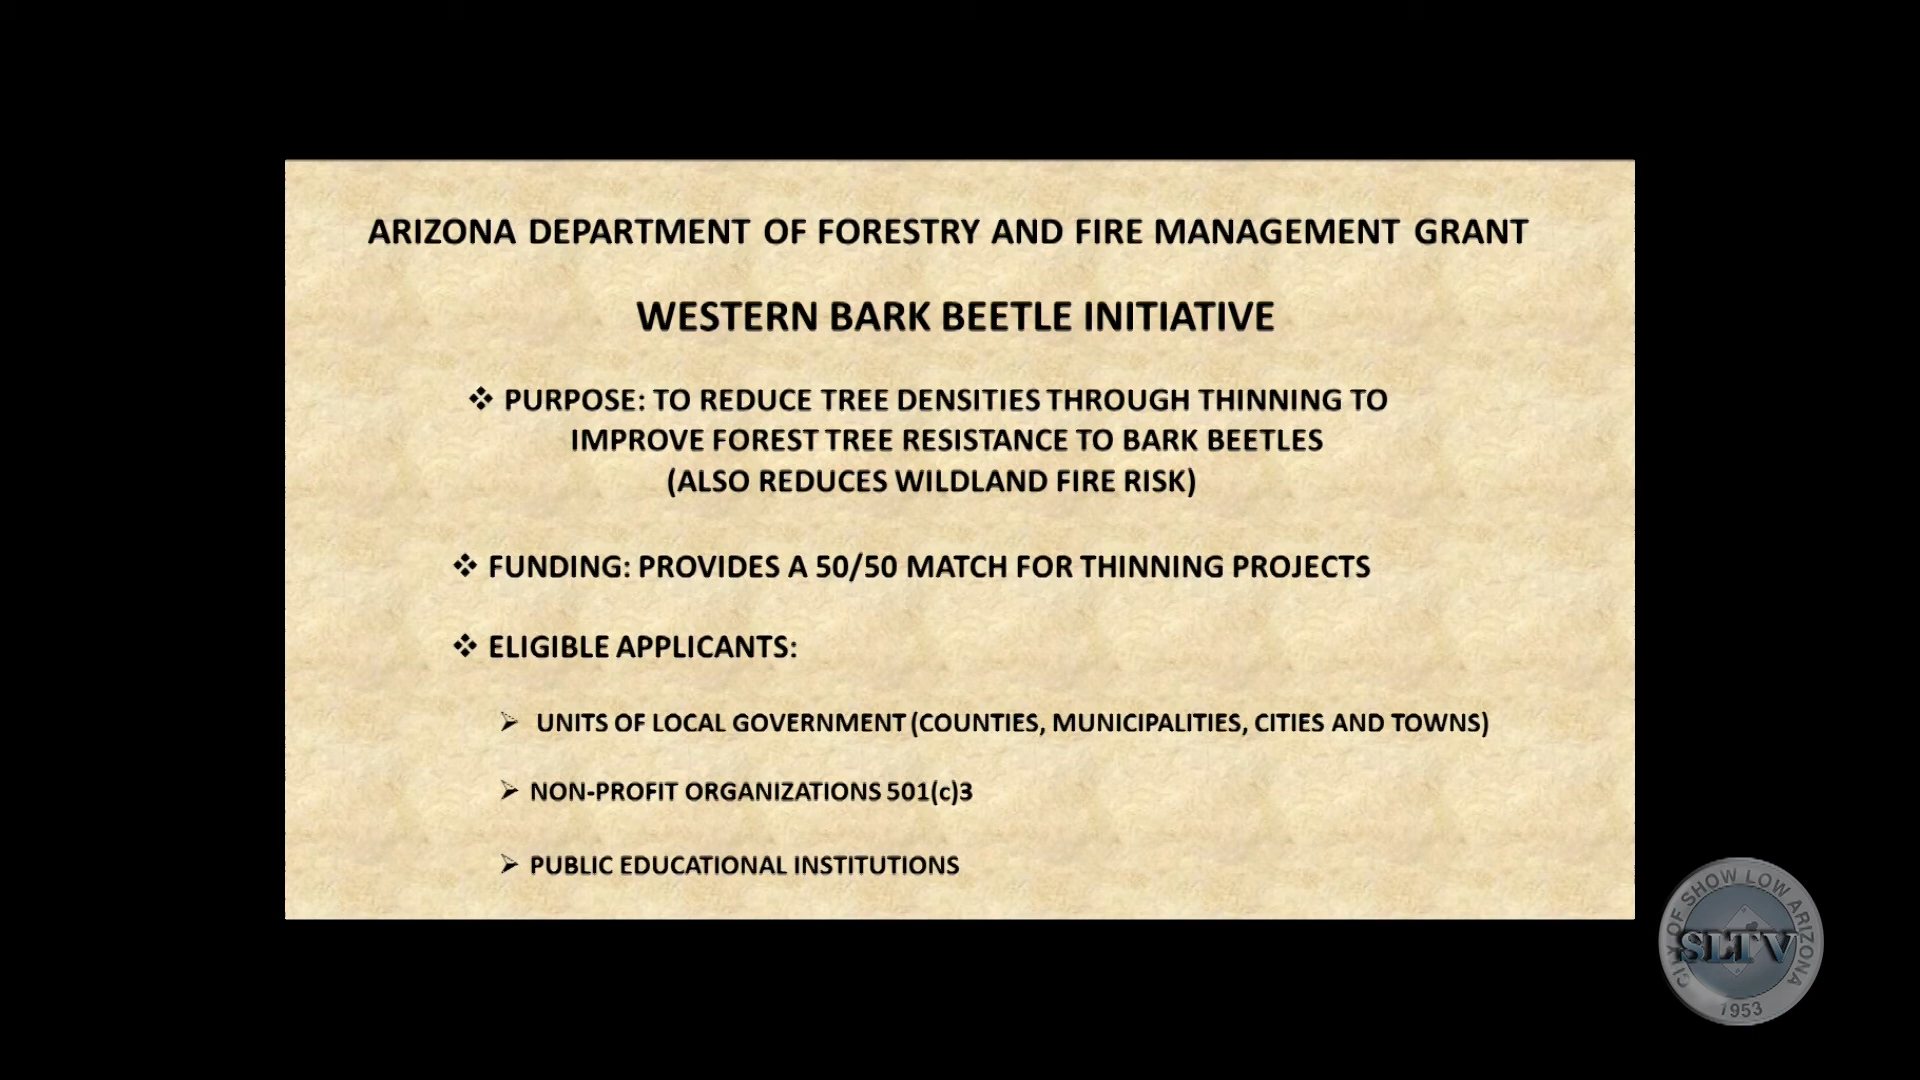 ARIZONA DEPARTMENT OF FORESTRY AND FIRE MANAGEMENT GRANT
WESTERN BARK BEETLE INITIATIVE
❖ PURPOSE: TO REDUCE TREE DENSITIES THROUGH THINNING TO
IMPROVE FOREST TREE RESISTANCE TO BARK BEETLES
(ALSO REDUCES WILDLAND FIRE RISK)
❖ FUNDING: PROVIDES A 50/50 MATCH FOR THINNING PROJECTS
❖ ELIGIBLE APPLICANTS:
➢ UNITS OF LOCAL GOVERNMENT (COUNTIES, MUNICIPALITIES, CITIES AND TOWNS)
➢ NON-PROFIT ORGANIZATIONS 501(c)3
➢ PUBLIC EDUCATIONAL INSTITUTIONS
CITY OF SHOW LOW ARIZONA
SLTV
1953